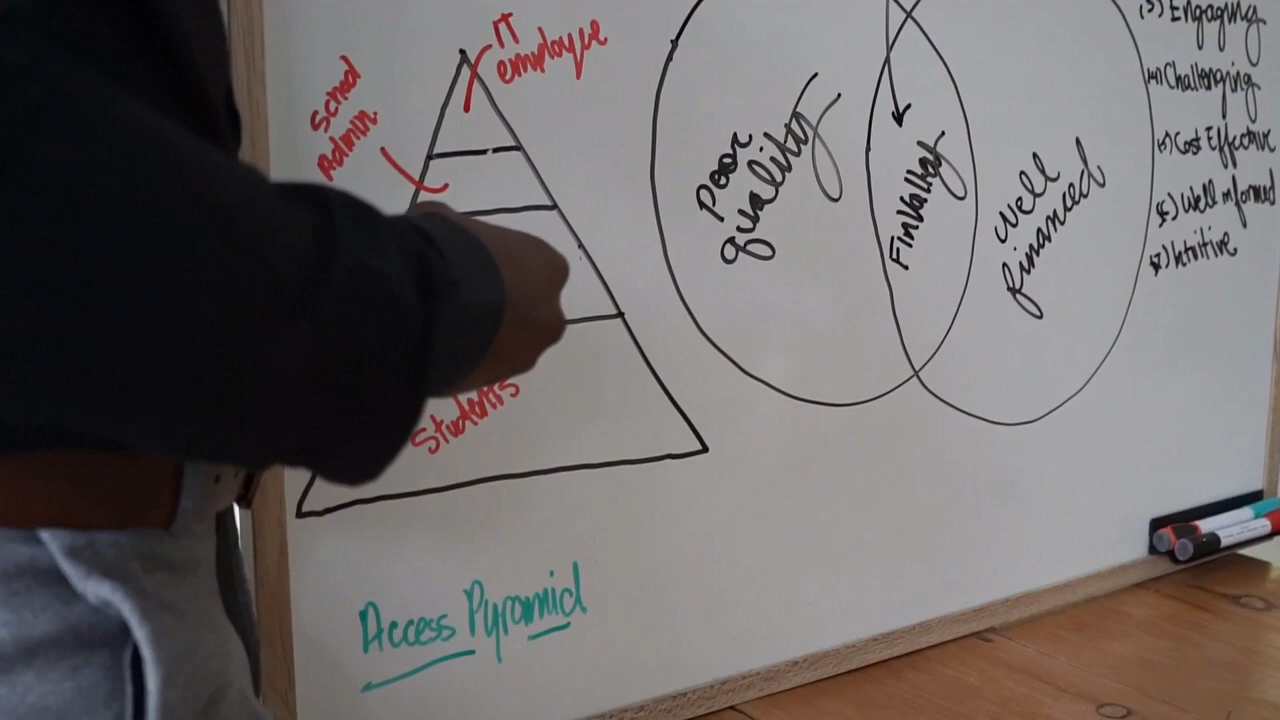 IT
employee
School
Admin.
Students
Access Pyramid
Poor
quality
FinValley
Well
financed
(3) Engaging
(4) Challenging
(5) Cost Effective
(6) Well informed
(7) Intuitive